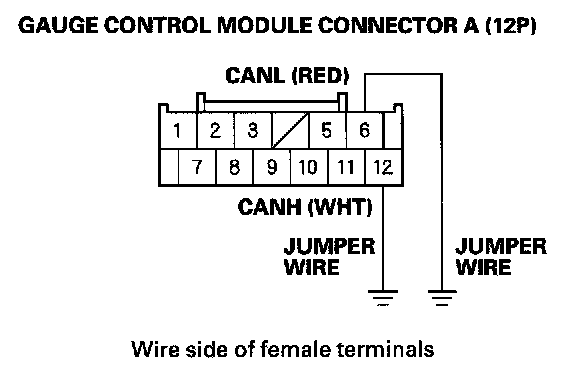 GAUGE CONTROL MODULE CONNECTOR A (12P)
CANL (RED)
1 2 3 5 6
7 8 9 10 11 12
CANH (WHT)
JUMPER WIRE
JUMPER WIRE
Wire side of female terminals